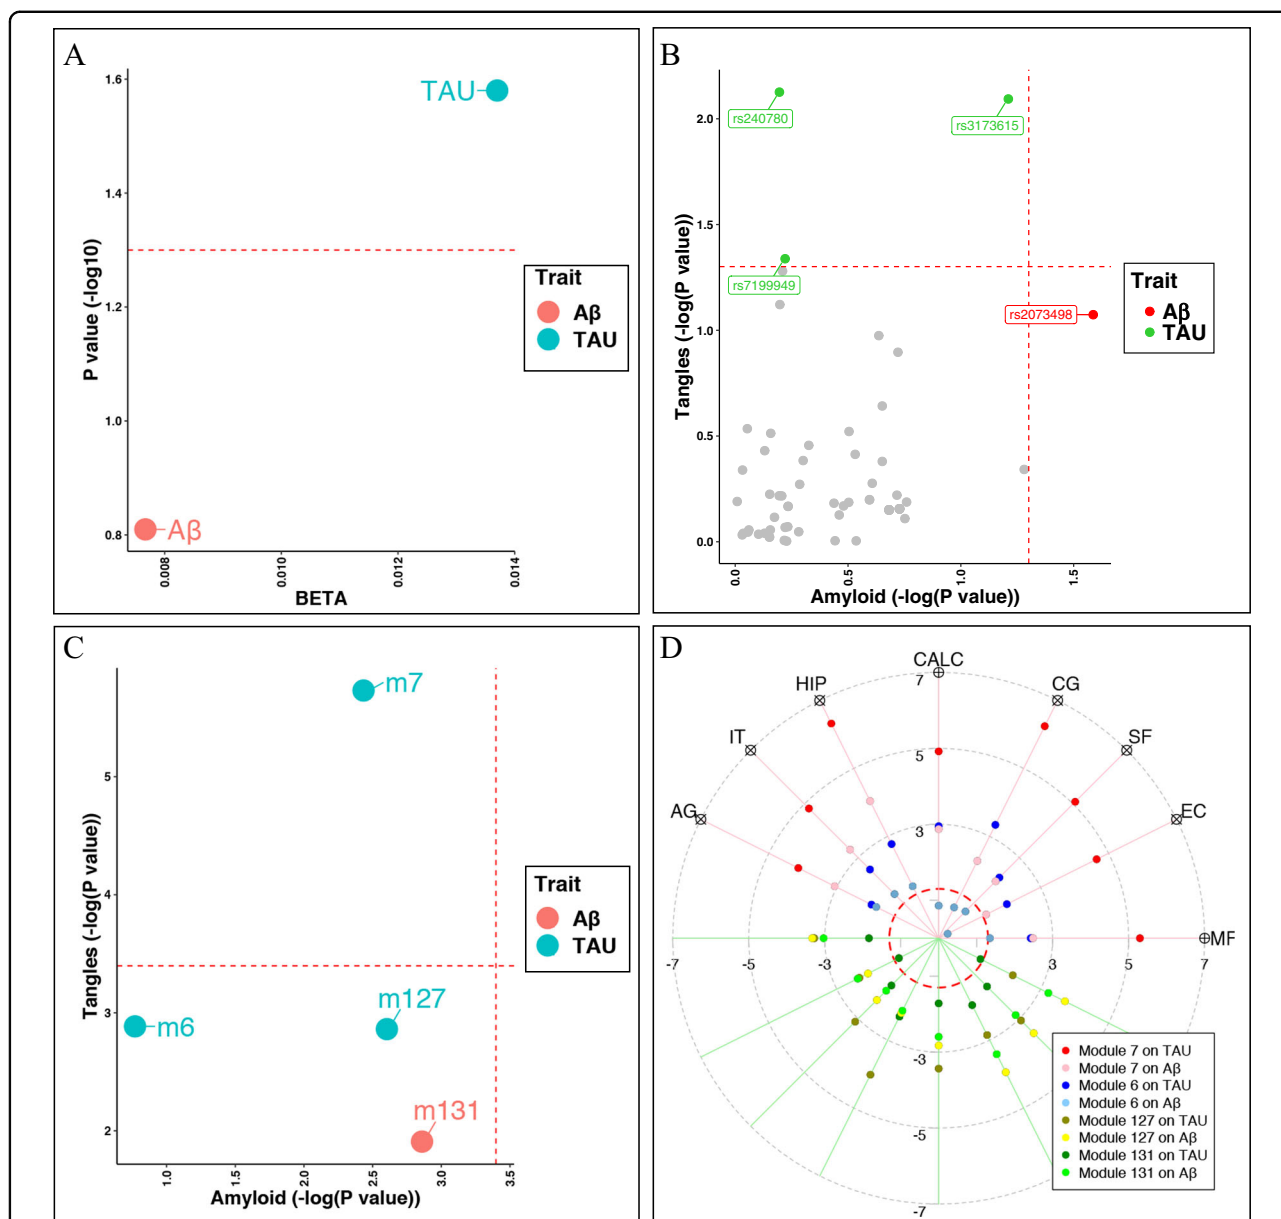 A
1.6
1.4
1.2
1.0
0.8
P value (-log10)
TAU
Aβ
0.008
0.010
0.012
0.014
BETA
Trait
Aβ
TAU
B
2.0
1.5
1.0
0.5
0.0
Tangles (-log(P value))
rs240780
rs3173615
rs7199949
rs2073498
0.0
0.5
1.0
1.5
Amyloid (-log(P value))
Trait
Aβ
TAU
C
5
4
3
2
Tangles (-log(P value))
m7
m127
m6
m131
1.0
1.5
2.0
2.5
3.0
3.5
Amyloid (-log(P value))
Trait
Aβ
TAU
D
CALC
HIP
CG
IT
SF
AG
EC
MF
7
5
3
-7
-5
-3
3
5
7
-3
-5
-7
Module 7 on TAU
Module 7 on Aβ
Module 6 on TAU
Module 6 on Aβ
Module 127 on TAU
Module 127 on Aβ
Module 131 on TAU
Module 131 on Aβ